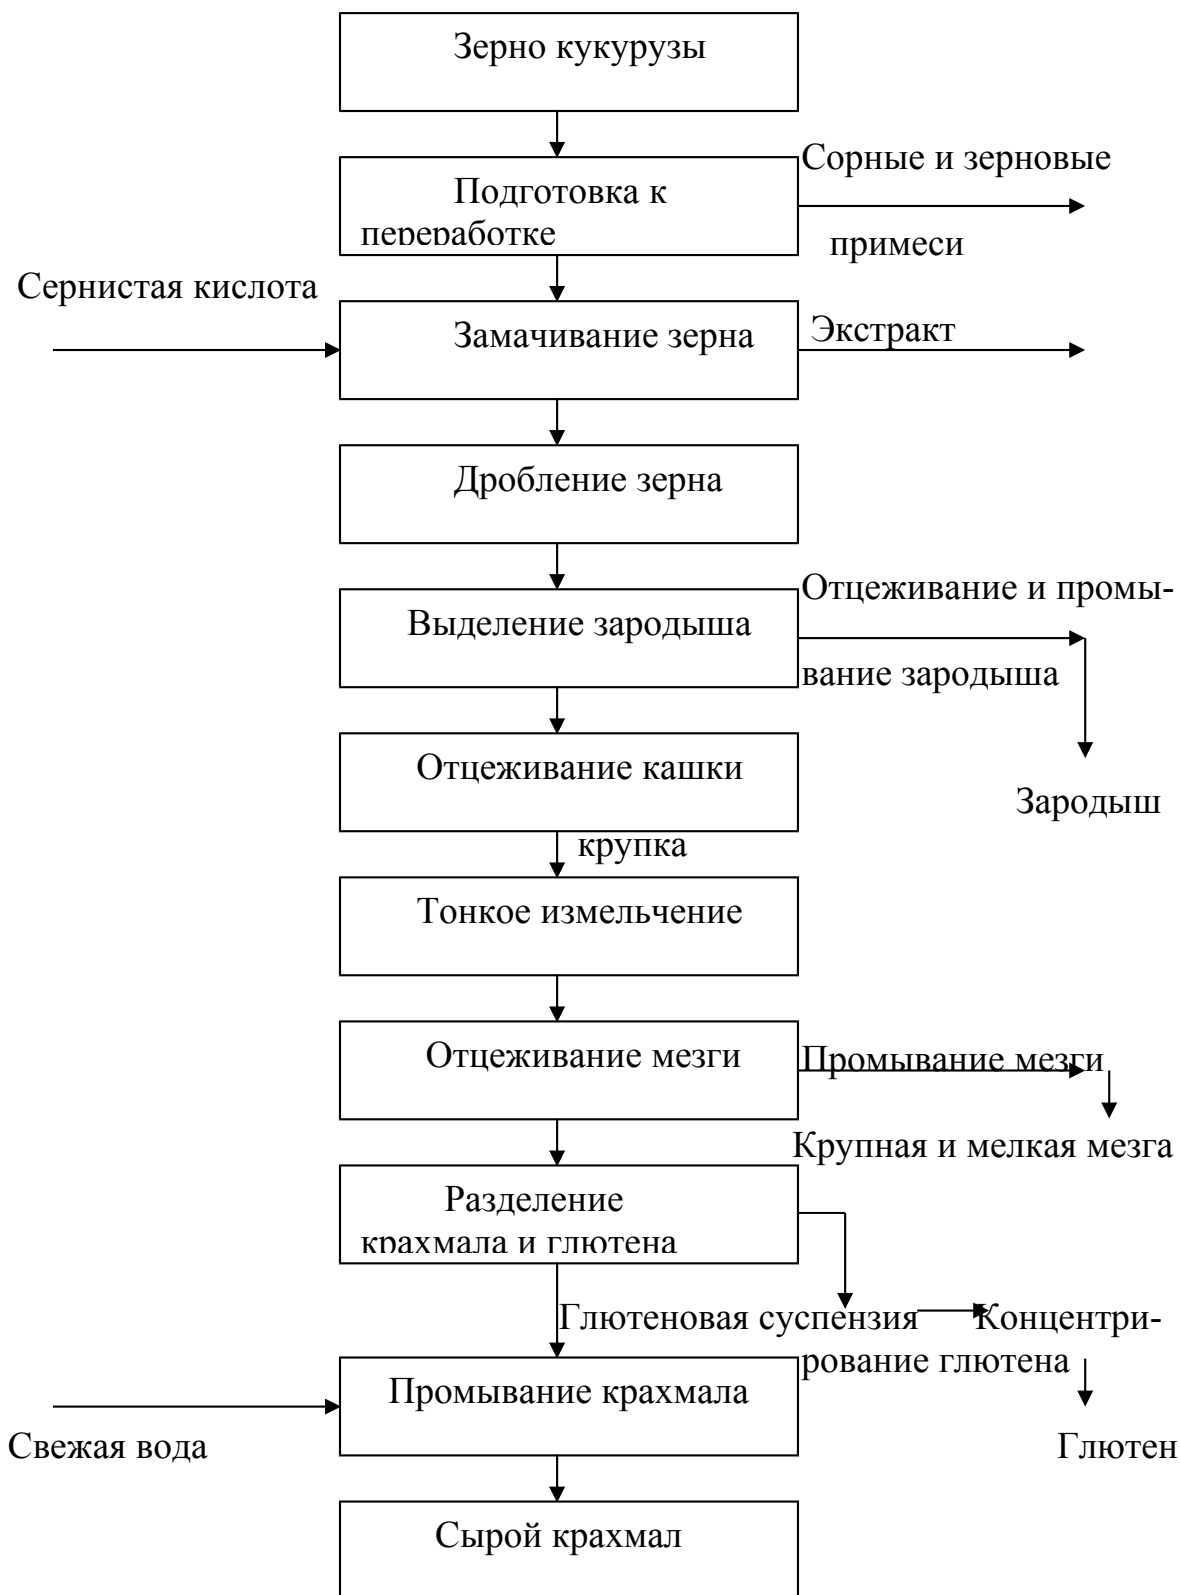 Зерно кукурузы
Сорные и зерновые
Подготовка к
переработке
примеси
Сернистая кислота
Замачивание зерна
Экстракт
Дробление зерна
Отцеживание и промы-
Выделение зародыша
вание зародыша
Отцеживание кашки
Зародыш
крупка
Тонкое измельчение
Отцеживание мезги
Промывание мезги
Крупная и мелкая мезга
Разделение
крахмала и глютена
Глютеновая суспензия
Концентри-
рование глютена
Промывание крахмала
Свежая вода
Глютен
Сырой крахмал